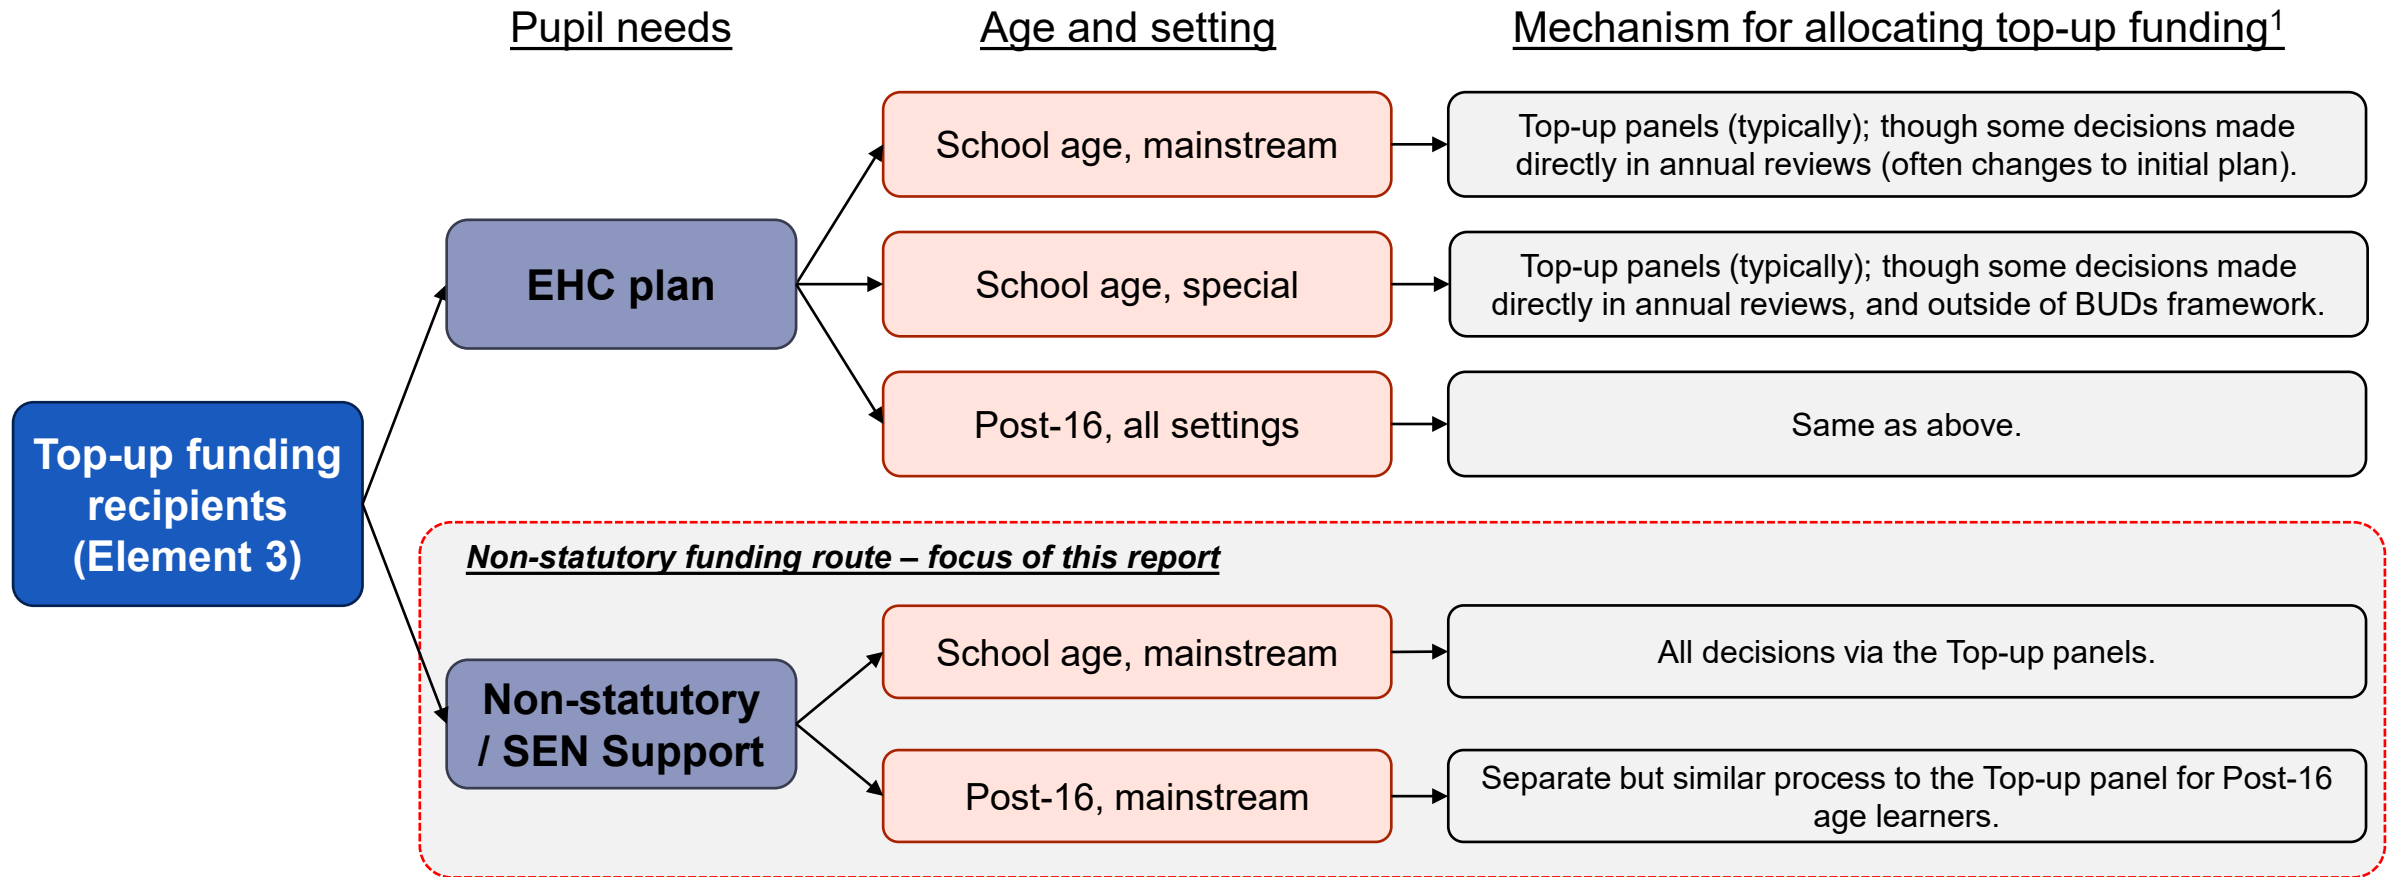 Pupil needs
Age and setting
Mechanism for allocating top-up funding¹
School age, mainstream
Top-up panels (typically); though some decisions made
directly in annual reviews (often changes to initial plan).
EHC plan
School age, special
Top-up panels (typically); though some decisions made
directly in annual reviews, and outside of BUDs framework.
Post-16, all settings
Same as above.
Top-up funding
recipients
(Element 3)
Non-statutory funding route – focus of this report
Non-statutory
/ SEN Support
School age, mainstream
All decisions via the Top-up panels.
Post-16, mainstream
Separate but similar process to the Top-up panel for Post-16
age learners.